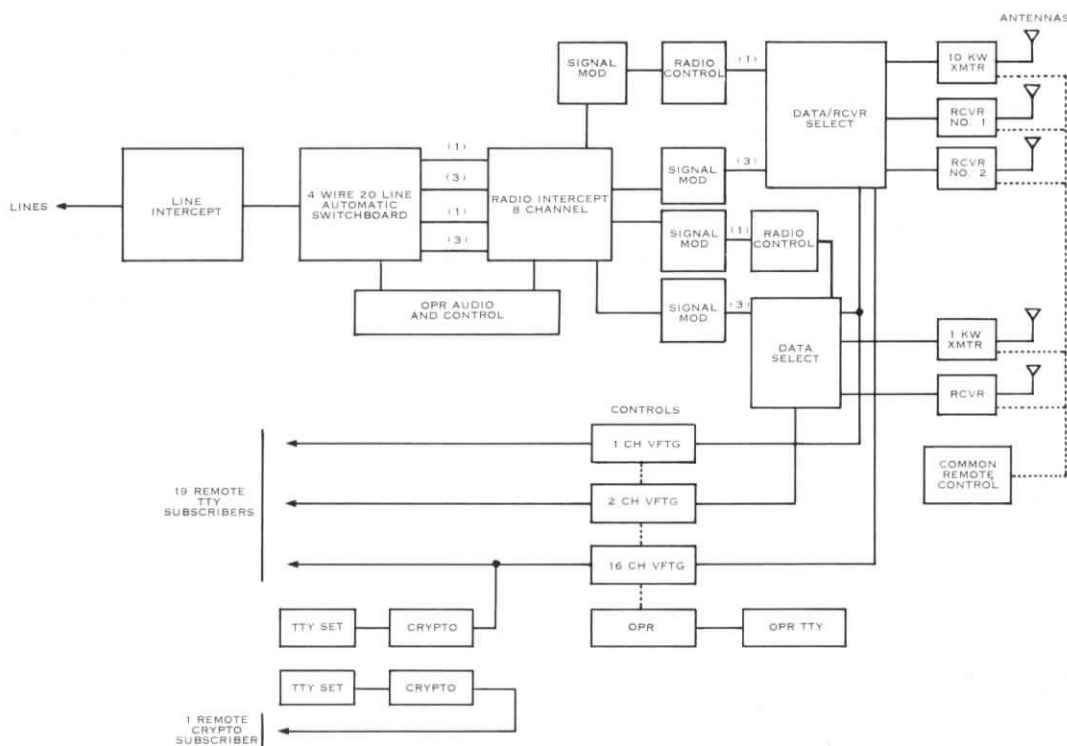 ANTENNAS
SIGNAL
MOD
RADIO
CONTROL
(1)
DATA/RCVR
SELECT
10 KW
XMTR
RCVR
NO. 1
RCVR
NO. 2
LINES
LINE
INTERCEPT
4 WIRE 20 LINE
AUTOMATIC
SWITCHBOARD
(1)
(3)
(1)
(3)
RADIO INTERCEPT
8 CHANNEL
SIGNAL
MOD
(3)
SIGNAL
MOD
(1)
RADIO
CONTROL
SIGNAL
MOD
(3)
OPR AUDIO
AND CONTROL
DATA
SELECT
1 KW
XMTR
RCVR
COMMON
REMOTE
CONTROL
CONTROLS
1 CH VFTG
2 CH VFTG
16 CH VFTG
19 REMOTE
TTY
SUBSCRIBERS
TTY SET
CRYPTO
OPR
OPR TTY
TTY SET
CRYPTO
1 REMOTE
CRYPTO
SUBSCRIBER